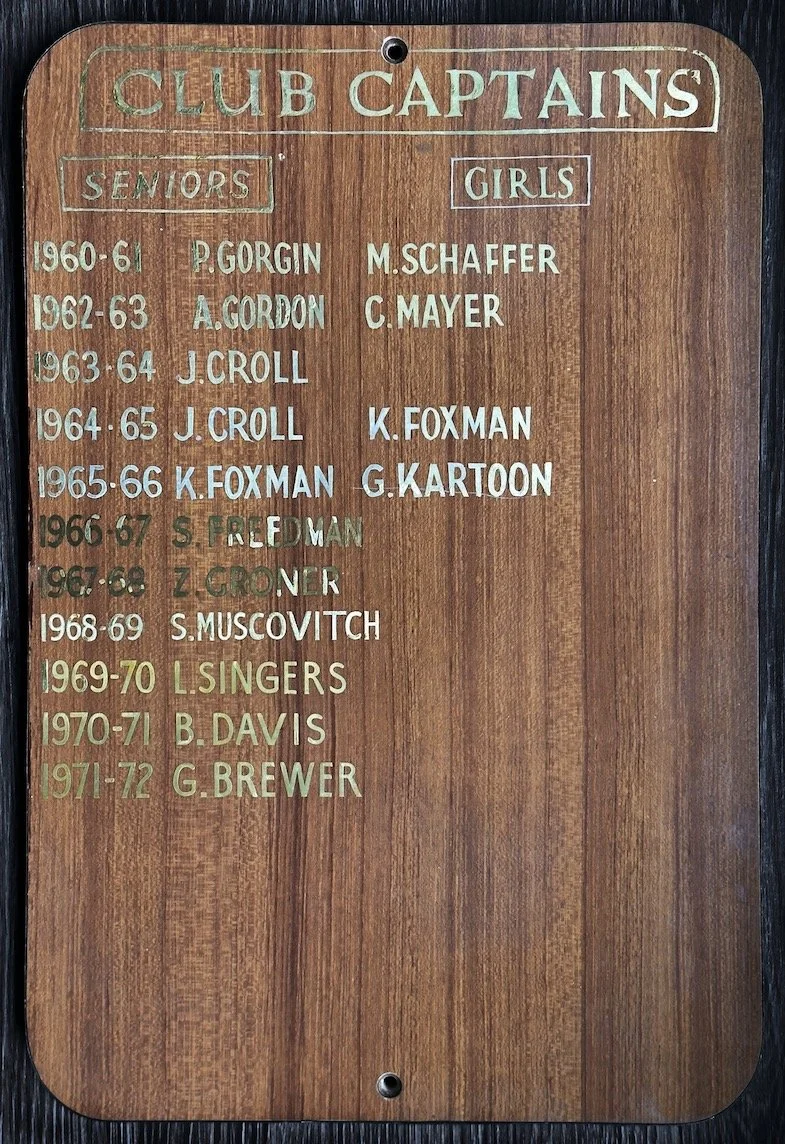 CLUB CAPTAINS
SENIORS GIRLS
1960-61 P.GORGIN M.SCHAFFER
1962-63 A.GORDON C.MAYER
1963-64 J.CROLL
1964-65 J.CROLL K.FOXMAN
1965-66 K.FOXMAN G.KARTOON
1966-67 S.FREEDMAN
1967-68 Z.GRONER
1968-69 S.MUSCOVITCH
1969-70 L.SINGERS
1970-71 B.DAVIS
1971-72 G.BREWER